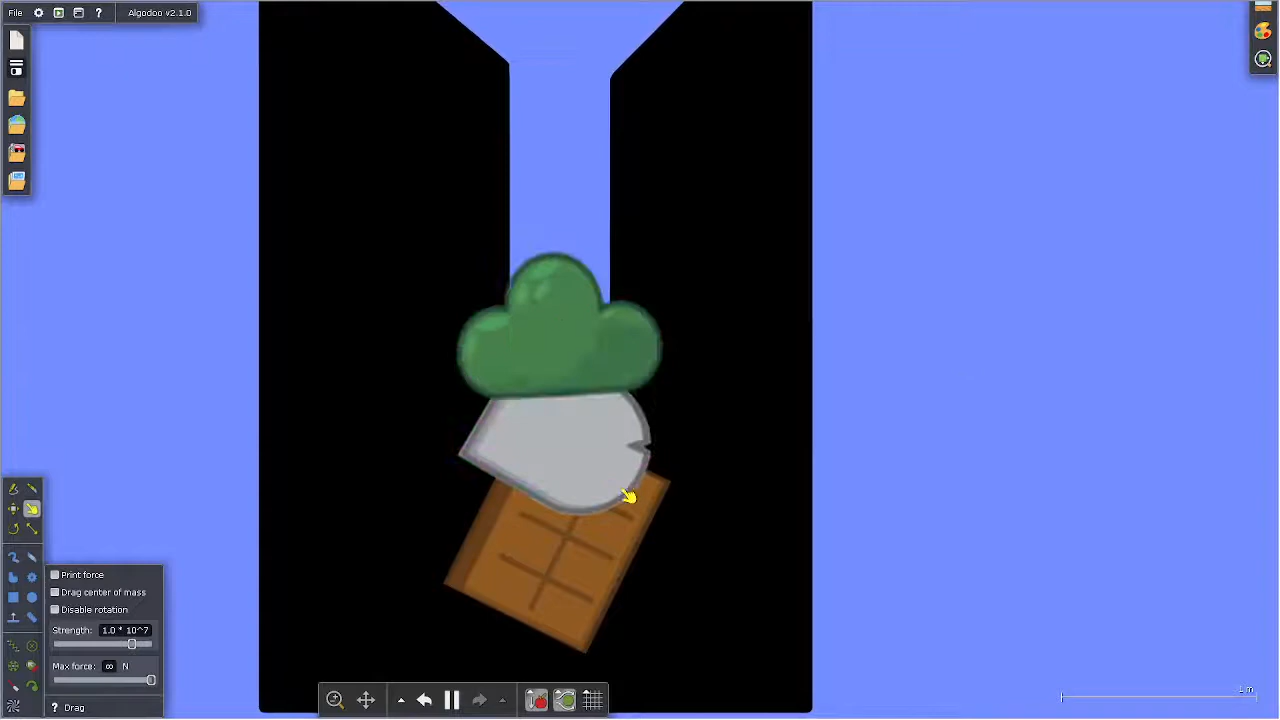 File ? Algodoo v2.1.0
Print force
Drag center of mass
Disable rotation
Strength: 1.0 * 10^7
Max force: ∞ N
? Drag
1 m